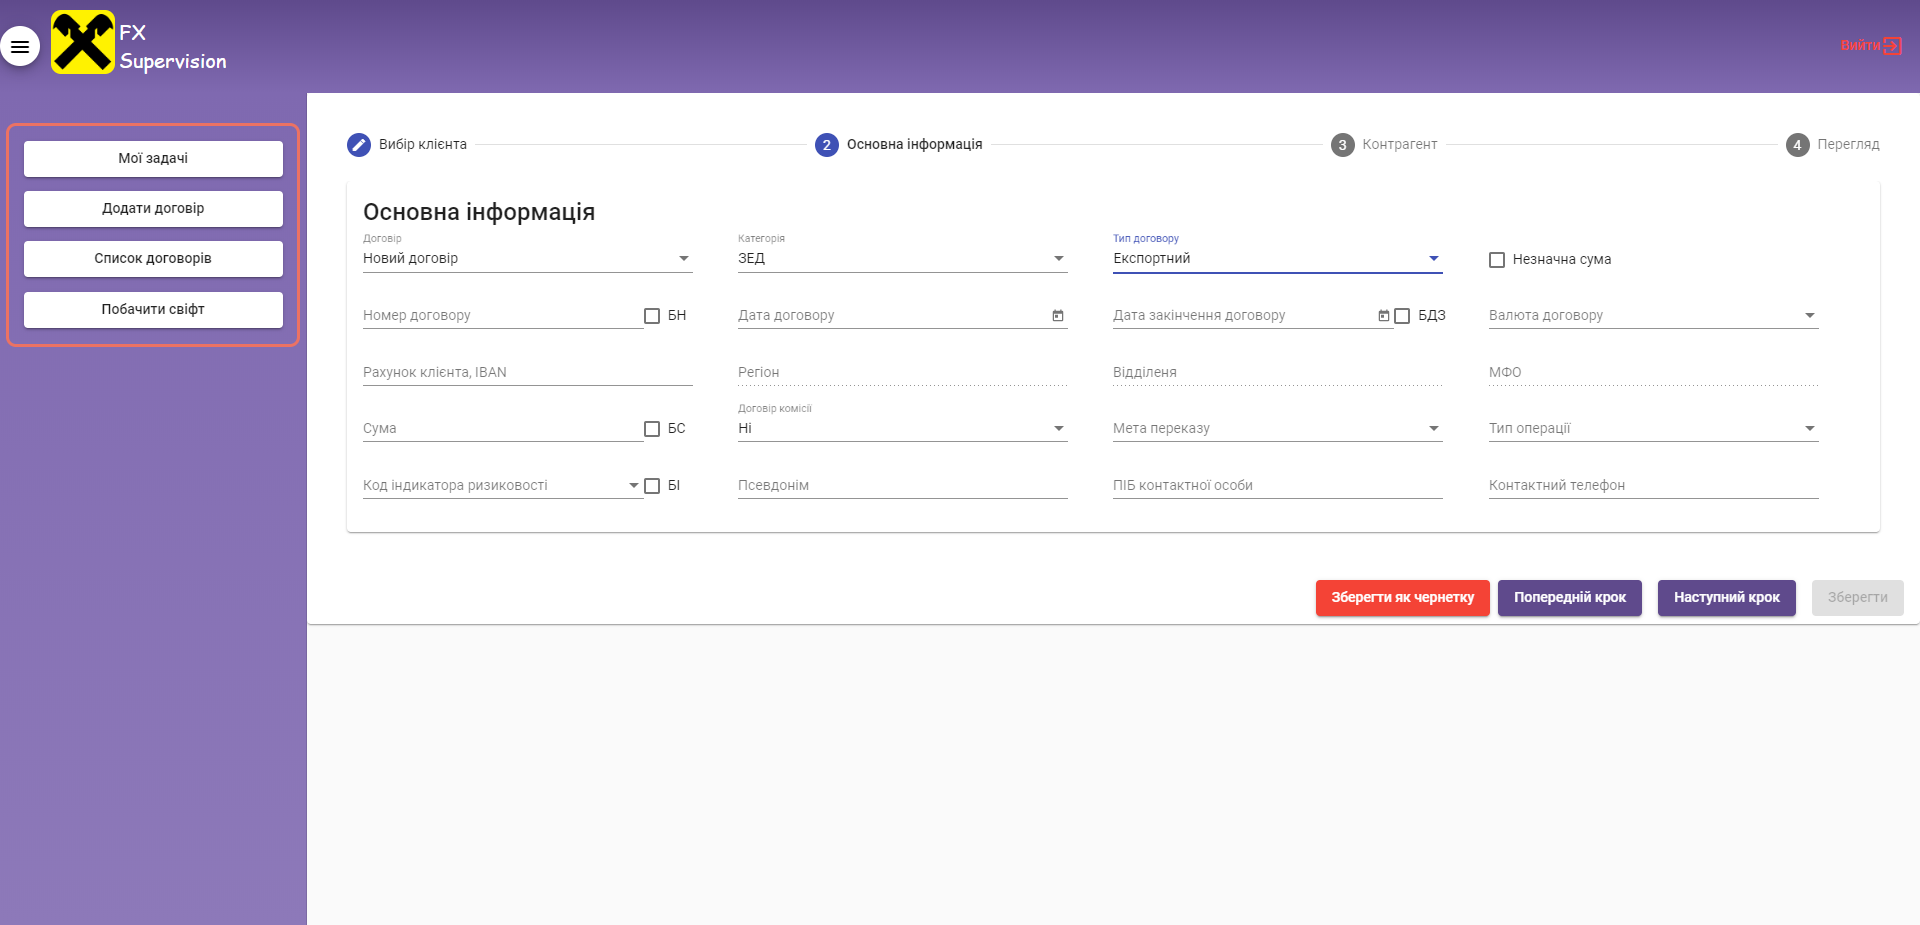 FX
Supervision
Вийти
Мої задачі
Додати договір
Список договорів
Побачити свіфт
Вибір клієнта
2 Основна інформація
3 Контрагент
4 Перегляд
Основна інформація
Договір
Новий договір
Категорія
ЗЕД
Тип договору
Експортний
Незначна сума
Номер договору
БН
Дата договору
Дата закінчення договору
БДЗ
Валюта договору
Рахунок клієнта, IBAN
Регіон
Відділеня
МФО
Сума
БС
Договір комісії
Ні
Мета переказу
Тип операції
Код індикатора ризиковості
БІ
Псевдонім
ПІБ контактної особи
Контактний телефон
Зберегти як чернетку
Попередній крок
Наступний крок
Зберегти